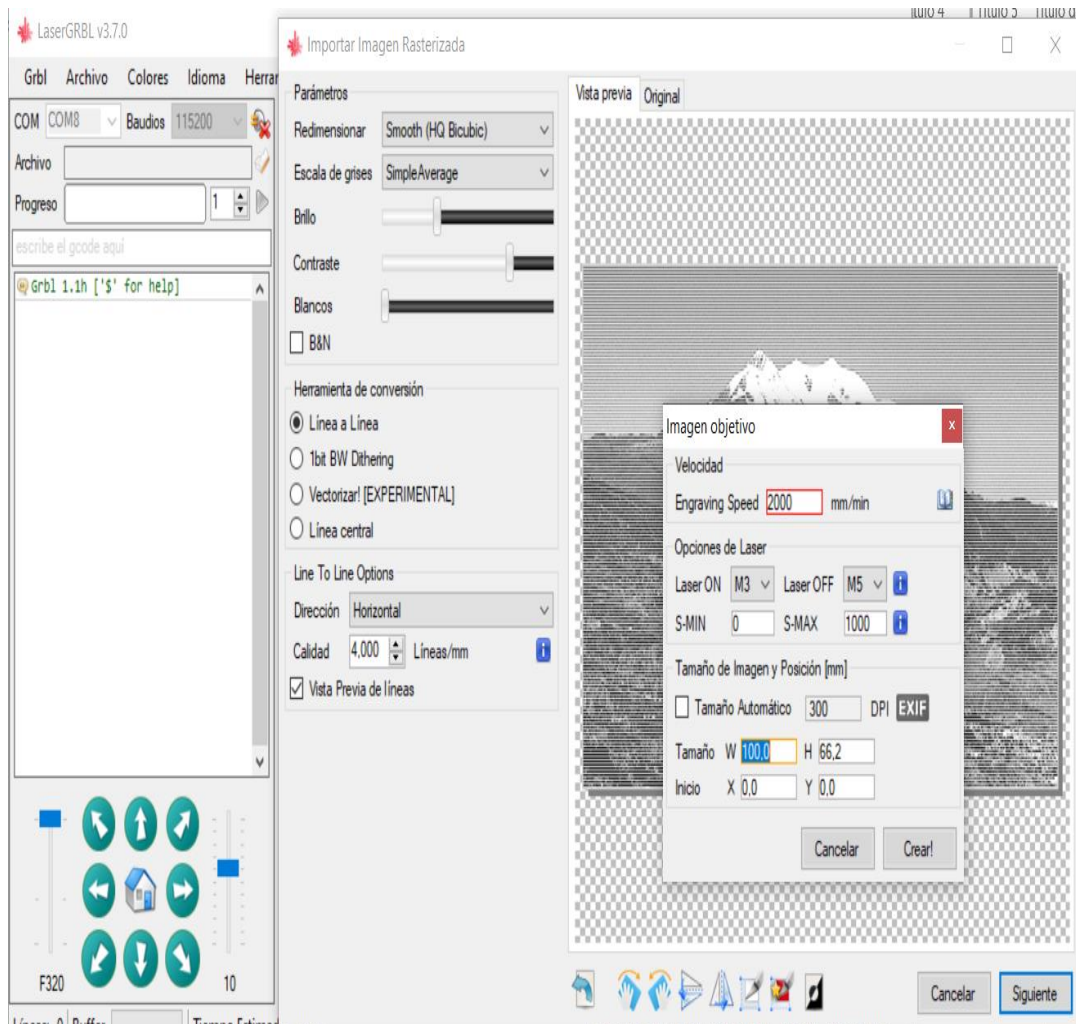 LaserGRBL v3.7.0
Grbl Archivo Colores Idioma
COM COM8 Baudios 115200
Archivo
Progreso 1
escribe el gcode aquí
Grbl 1.1h ['$' for help]
F320 10
Importar Imagen Rasterizada
Parámetros
Redimensionar Smooth (HQ Bicubic)
Escala de grises SimpleAverage
Brillo
Contraste
Blancos
B&N
Herramienta de conversión
Línea a Línea
1bit BW Dithering
Vectorizar! [EXPERIMENTAL]
Línea central
Line To Line Options
Dirección Horizontal
Calidad 4,000 Líneas/mm
Vista Previa de líneas
Vista previa Original
Imagen objetivo
Velocidad
Engraving Speed 2000 mm/min
Opciones de Laser
Laser ON M3 Laser OFF M5
S-MIN 0 S-MAX 1000
Tamaño de Imagen y Posición [mm]
Tamaño Automático 300 DPI EXIF
Tamaño W 100,0 H 66,2
Inicio X 0,0 Y 0,0
Cancelar Crear!
Cancelar Siguiente